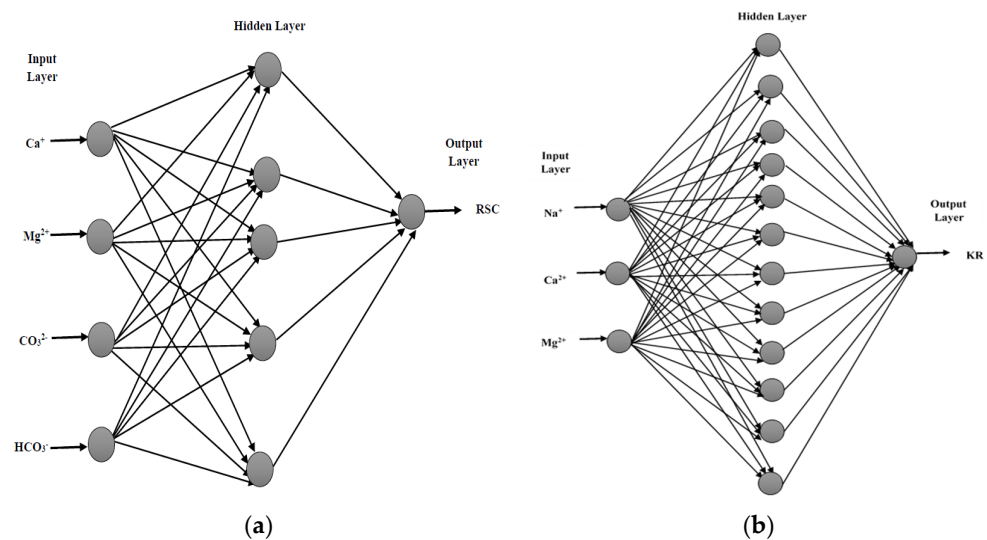 Hidden Layer
Input
Layer
Ca⁺
Mg²⁺
CO₃²⁻
HCO₃⁻
Output
Layer
RSC
(a)
Hidden Layer
Input
Layer
Na⁺
Ca²⁺
Mg²⁺
Output
Layer
KR
(b)